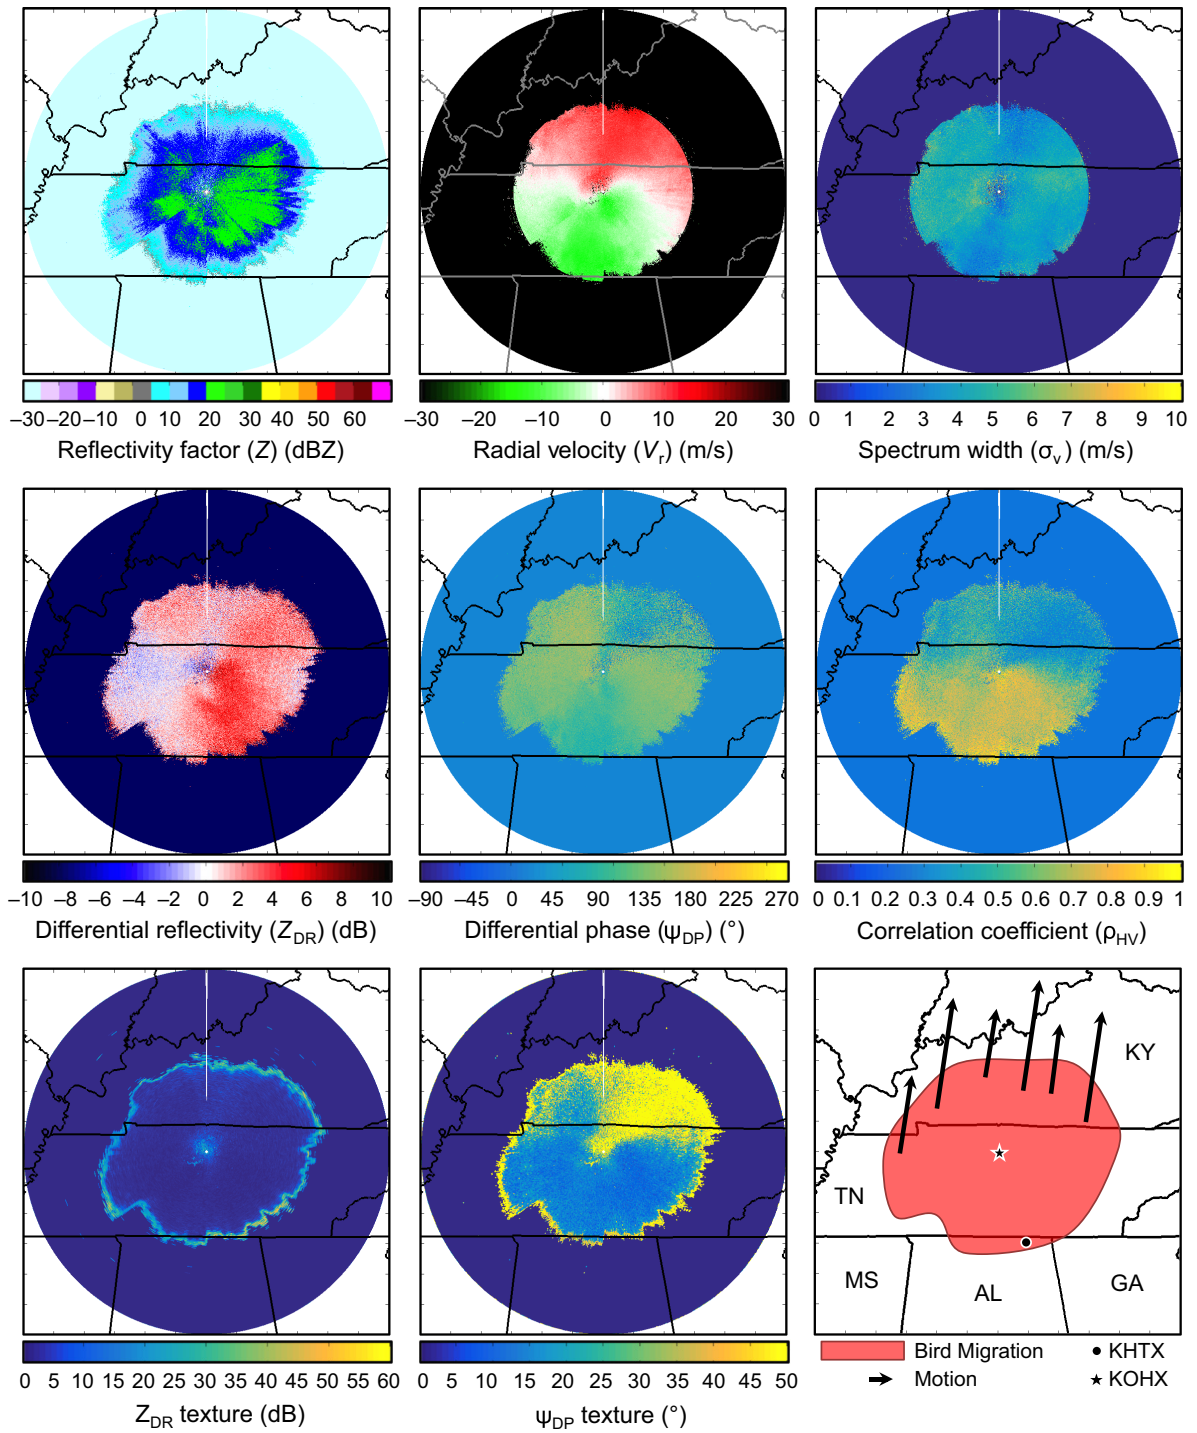 −30 −20 −10 0 10 20 30 40 50 60
Reflectivity factor (Z) (dBZ)
−30 −20 −10 0 10 20 30
Radial velocity (Vr) (m/s)
0 1 2 3 4 5 6 7 8 9 10
Spectrum width (σv) (m/s)
−10 −8 −6 −4 −2 0 2 4 6 8 10
Differential reflectivity (ZDR) (dB)
−90 −45 0 45 90 135 180 225 270
Differential phase (ψDP) (°)
0 0.1 0.2 0.3 0.4 0.5 0.6 0.7 0.8 0.9 1
Correlation coefficient (ρHV)
0 5 10 15 20 25 30 35 40 45 50 55 60
ZDR texture (dB)
0 5 10 15 20 25 30 35 40 45 50
ψDP texture (°)
KY
TN
MS
AL
GA
Bird Migration
KHTX
Motion
KOHX